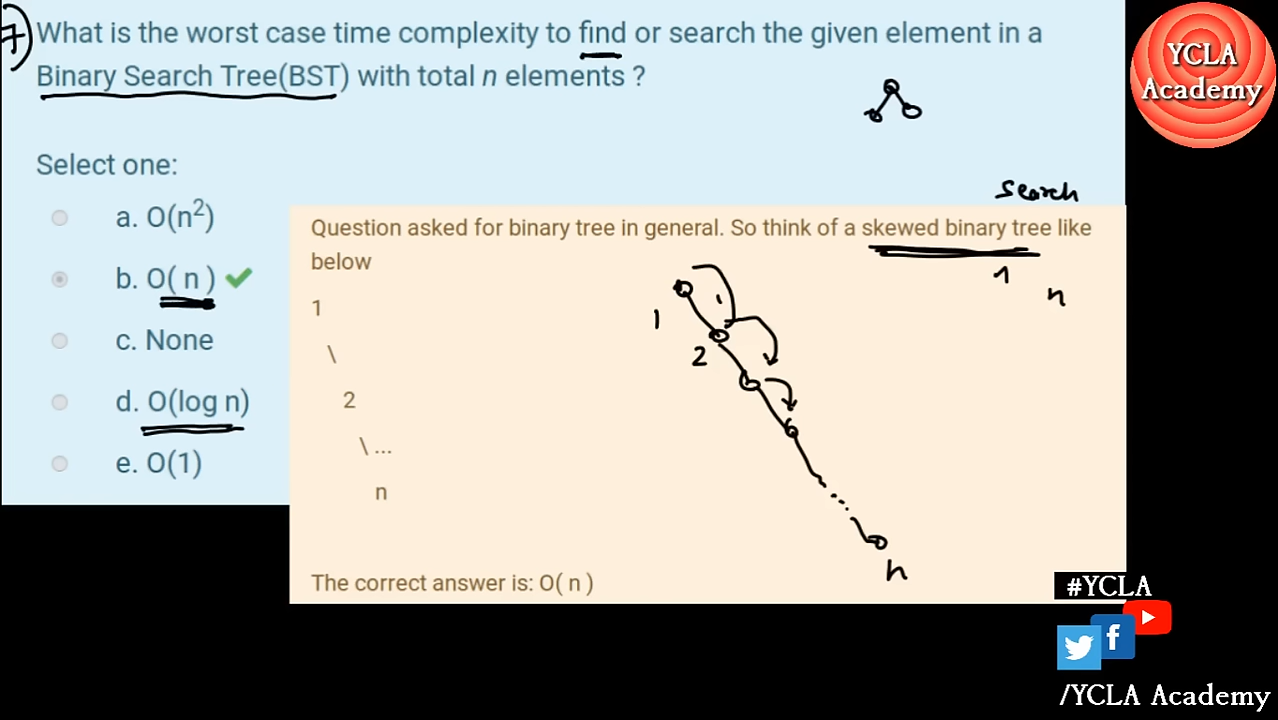 7) What is the worst case time complexity to find or search the given element in a
Binary Search Tree(BST) with total n elements ?
YCLA
Academy
Select one:
a. O(n²)
b. O( n )
c. None
d. O(log n)
e. O(1)
Search
Question asked for binary tree in general. So think of a skewed binary tree like
below
1
\
2
\ ...
n
1
n
1
2
...
n
The correct answer is: O( n )
#YCLA
f
/YCLA Academy